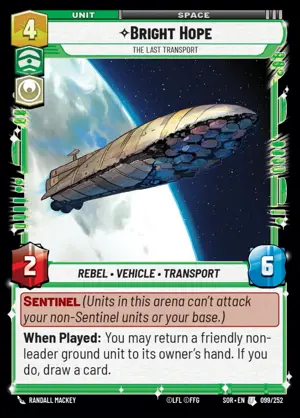 UNIT SPACE
4
✧BRIGHT HOPE
THE LAST TRANSPORT
2
6
REBEL • VEHICLE • TRANSPORT
SENTINEL (Units in this arena can't attack
your non-Sentinel units or your base.)
When Played: You may return a friendly non-
leader ground unit to its owner's hand. If you
do, draw a card.
RANDALL MACKEY ©LFL ©FFG SOR • EN U 099/252